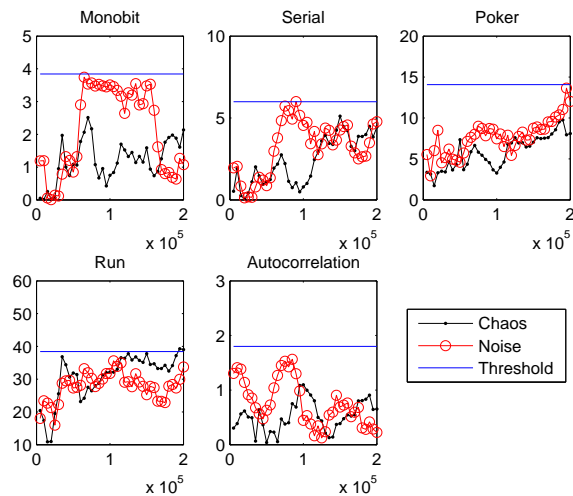 Monobit
5
4
3
2
1
0
0 1 2
x 10^5
Serial
10
5
0
0 1 2
x 10^5
Poker
20
15
10
5
0
0 1 2
x 10^5
Run
60
50
40
30
20
10
0 1 2
x 10^5
Autocorrelation
3
2
1
0
0 1 2
x 10^5
Chaos
Noise
Threshold